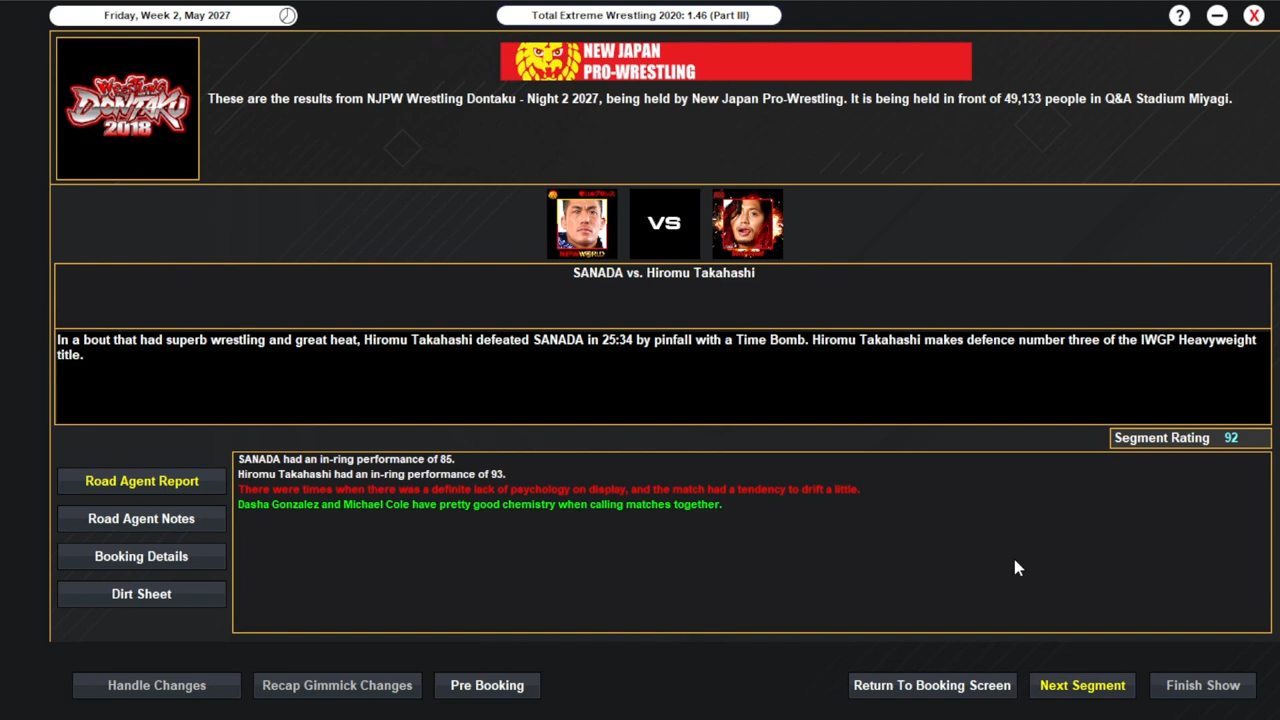 Friday, Week 2, May 2027
Total Extreme Wrestling 2020: 1.46 (Part III)
?
X
NEW JAPAN
PRO-WRESTLING
Wrestling
DONTAKU
2018
These are the results from NJPW Wrestling Dontaku - Night 2 2027, being held by New Japan Pro-Wrestling. It is being held in front of 49,133 people in Q&A Stadium Miyagi.
VS
SANADA vs. Hiromu Takahashi
In a bout that had superb wrestling and great heat, Hiromu Takahashi defeated SANADA in 25:34 by pinfall with a Time Bomb. Hiromu Takahashi makes defence number three of the IWGP Heavyweight
title.
Segment Rating 92
Road Agent Report
Road Agent Notes
Booking Details
Dirt Sheet
SANADA had an in-ring performance of 85.
Hiromu Takahashi had an in-ring performance of 93.
There were times when there was a definite lack of psychology on display, and the match had a tendency to drift a little.
Dasha Gonzalez and Michael Cole have pretty good chemistry when calling matches together.
Handle Changes
Recap Gimmick Changes
Pre Booking
Return To Booking Screen
Next Segment
Finish Show